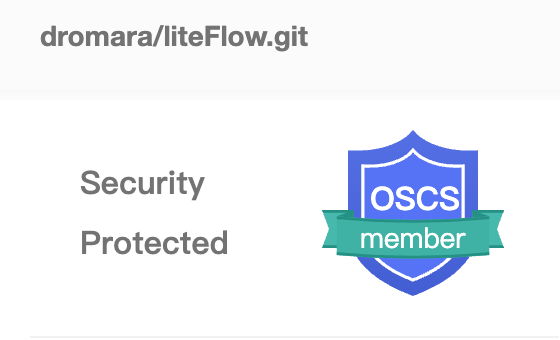 dromara/liteFlow.git
Security
Protected
OSCS
member